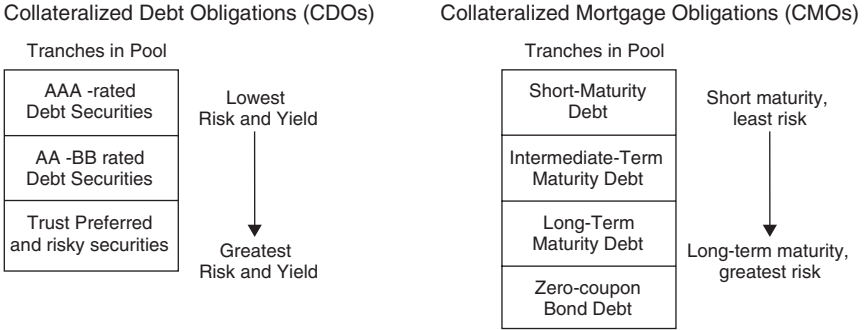 Collateralized Debt Obligations (CDOs)
Tranches in Pool
AAA -rated
Debt Securities
AA -BB rated
Debt Securities
Trust Preferred
and risky securities
Lowest
Risk and Yield
Greatest
Risk and Yield
Collateralized Mortgage Obligations (CMOs)
Tranches in Pool
Short-Maturity
Debt
Intermediate-Term
Maturity Debt
Long-Term
Maturity Debt
Zero-coupon
Bond Debt
Short maturity,
least risk
Long-term maturity,
greatest risk